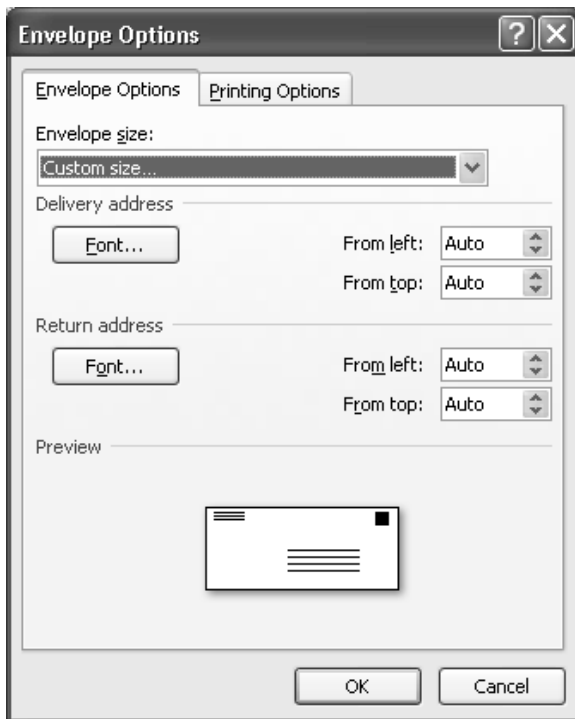 Envelope Options
Envelope Options Printing Options
Envelope size:
Custom size...
Delivery address
Font... From left: Auto
From top: Auto
Return address
Font... From left: Auto
From top: Auto
Preview
OK Cancel